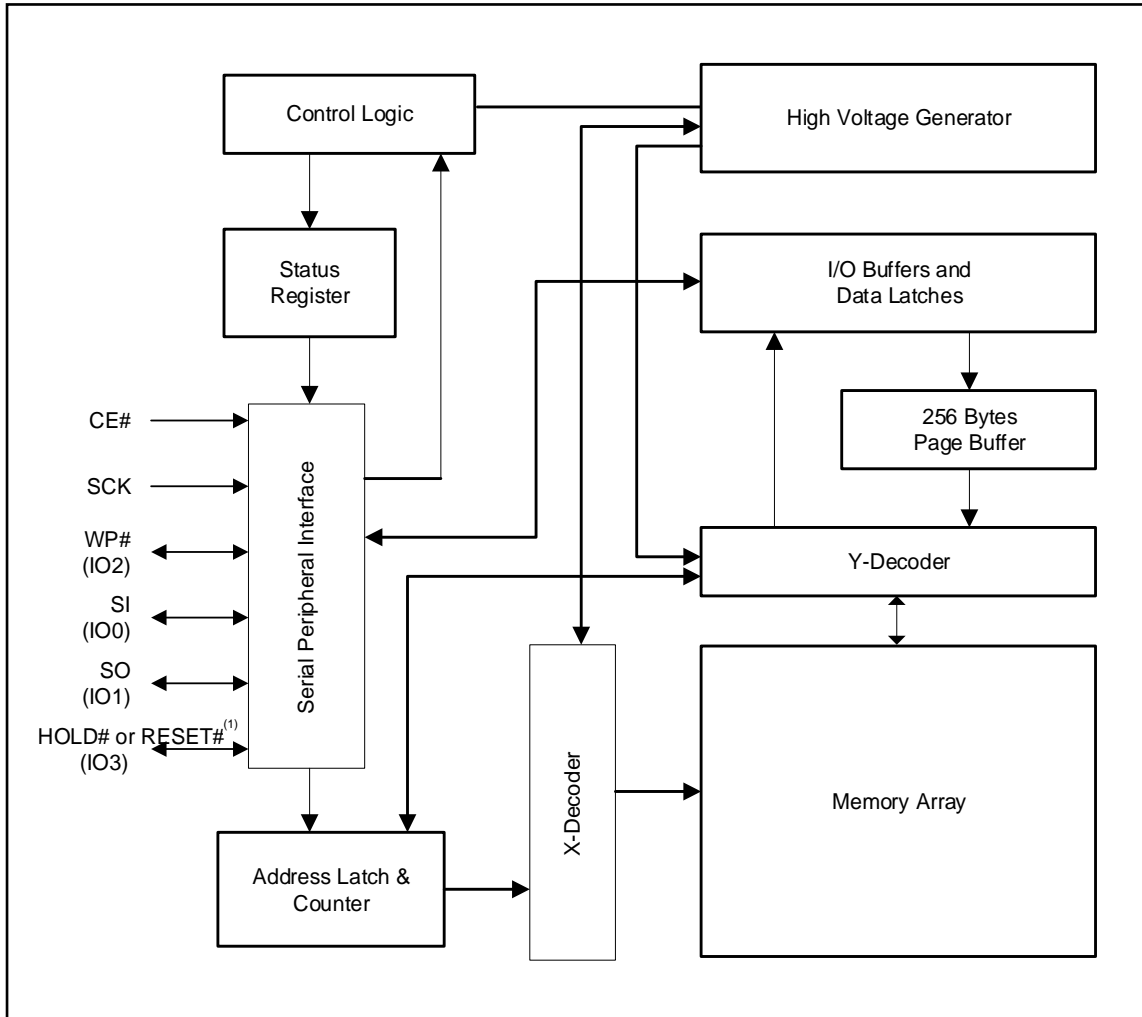 Control Logic
High Voltage Generator
Status
Register
I/O Buffers and
Data Latches
256 Bytes
Page Buffer
CE#
SCK
WP#
(IO2)
SI
(IO0)
SO
(IO1)
HOLD# or RESET#(1)
(IO3)
Serial Peripheral Interface
Y-Decoder
X-Decoder
Memory Array
Address Latch &
Counter